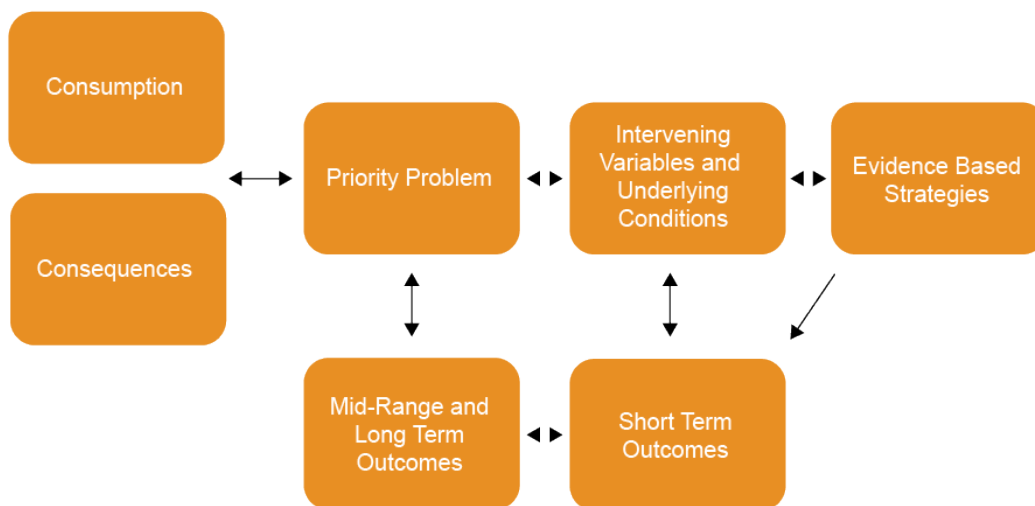 Consumption
Consequences
Priority Problem
Intervening
Variables and
Underlying
Conditions
Evidence Based
Strategies
Mid-Range and
Long Term
Outcomes
Short Term
Outcomes